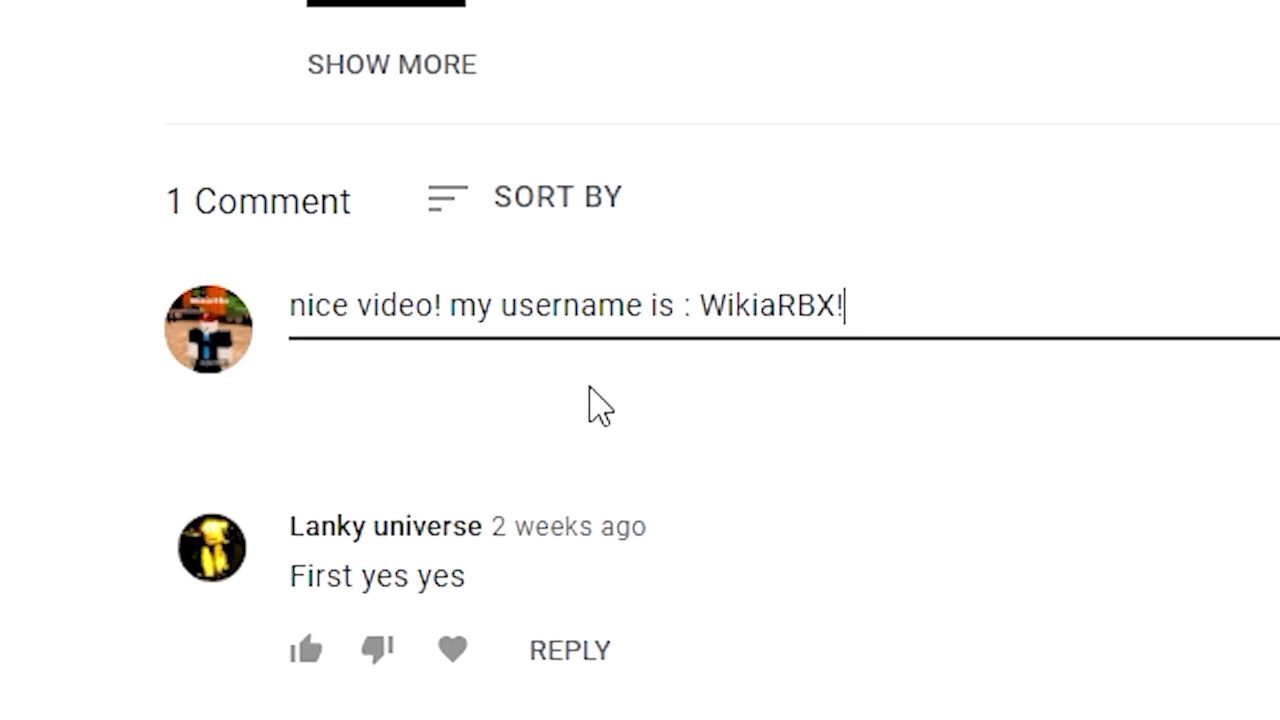 SHOW MORE
1 Comment
SORT BY
nice video! my username is : WikiaRBX!
Lanky universe 2 weeks ago
First yes yes
REPLY